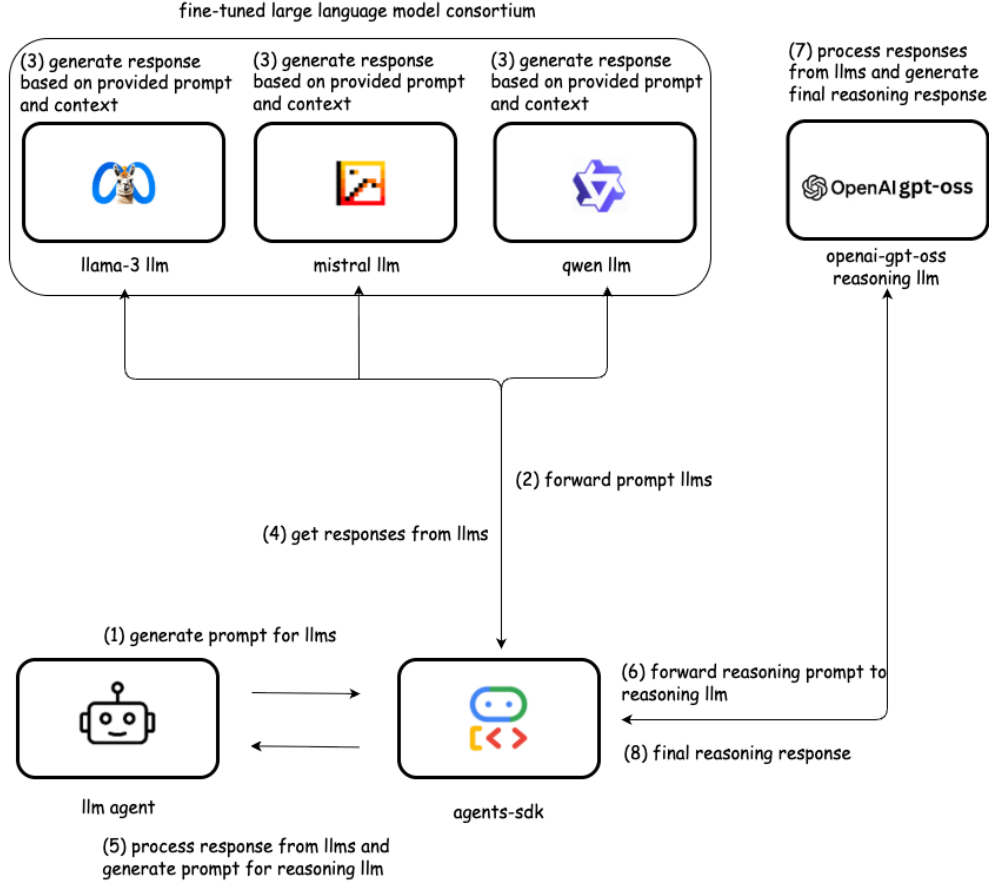 fine-tuned large language model consortium
(3) generate response
based on provided prompt
and context
(3) generate response
based on provided prompt
and context
(3) generate response
based on provided prompt
and context
(7) process responses
from llms and generate
final reasoning response
OpenAI gpt-oss
llama-3 llm
mistral llm
qwen llm
openai-gpt-oss
reasoning llm
(2) forward prompt llms
(4) get responses from llms
(1) generate prompt for llms
(6) forward reasoning prompt to
reasoning llm
(8) final reasoning response
llm agent
agents-sdk
(5) process response from llms and
generate prompt for reasoning llm